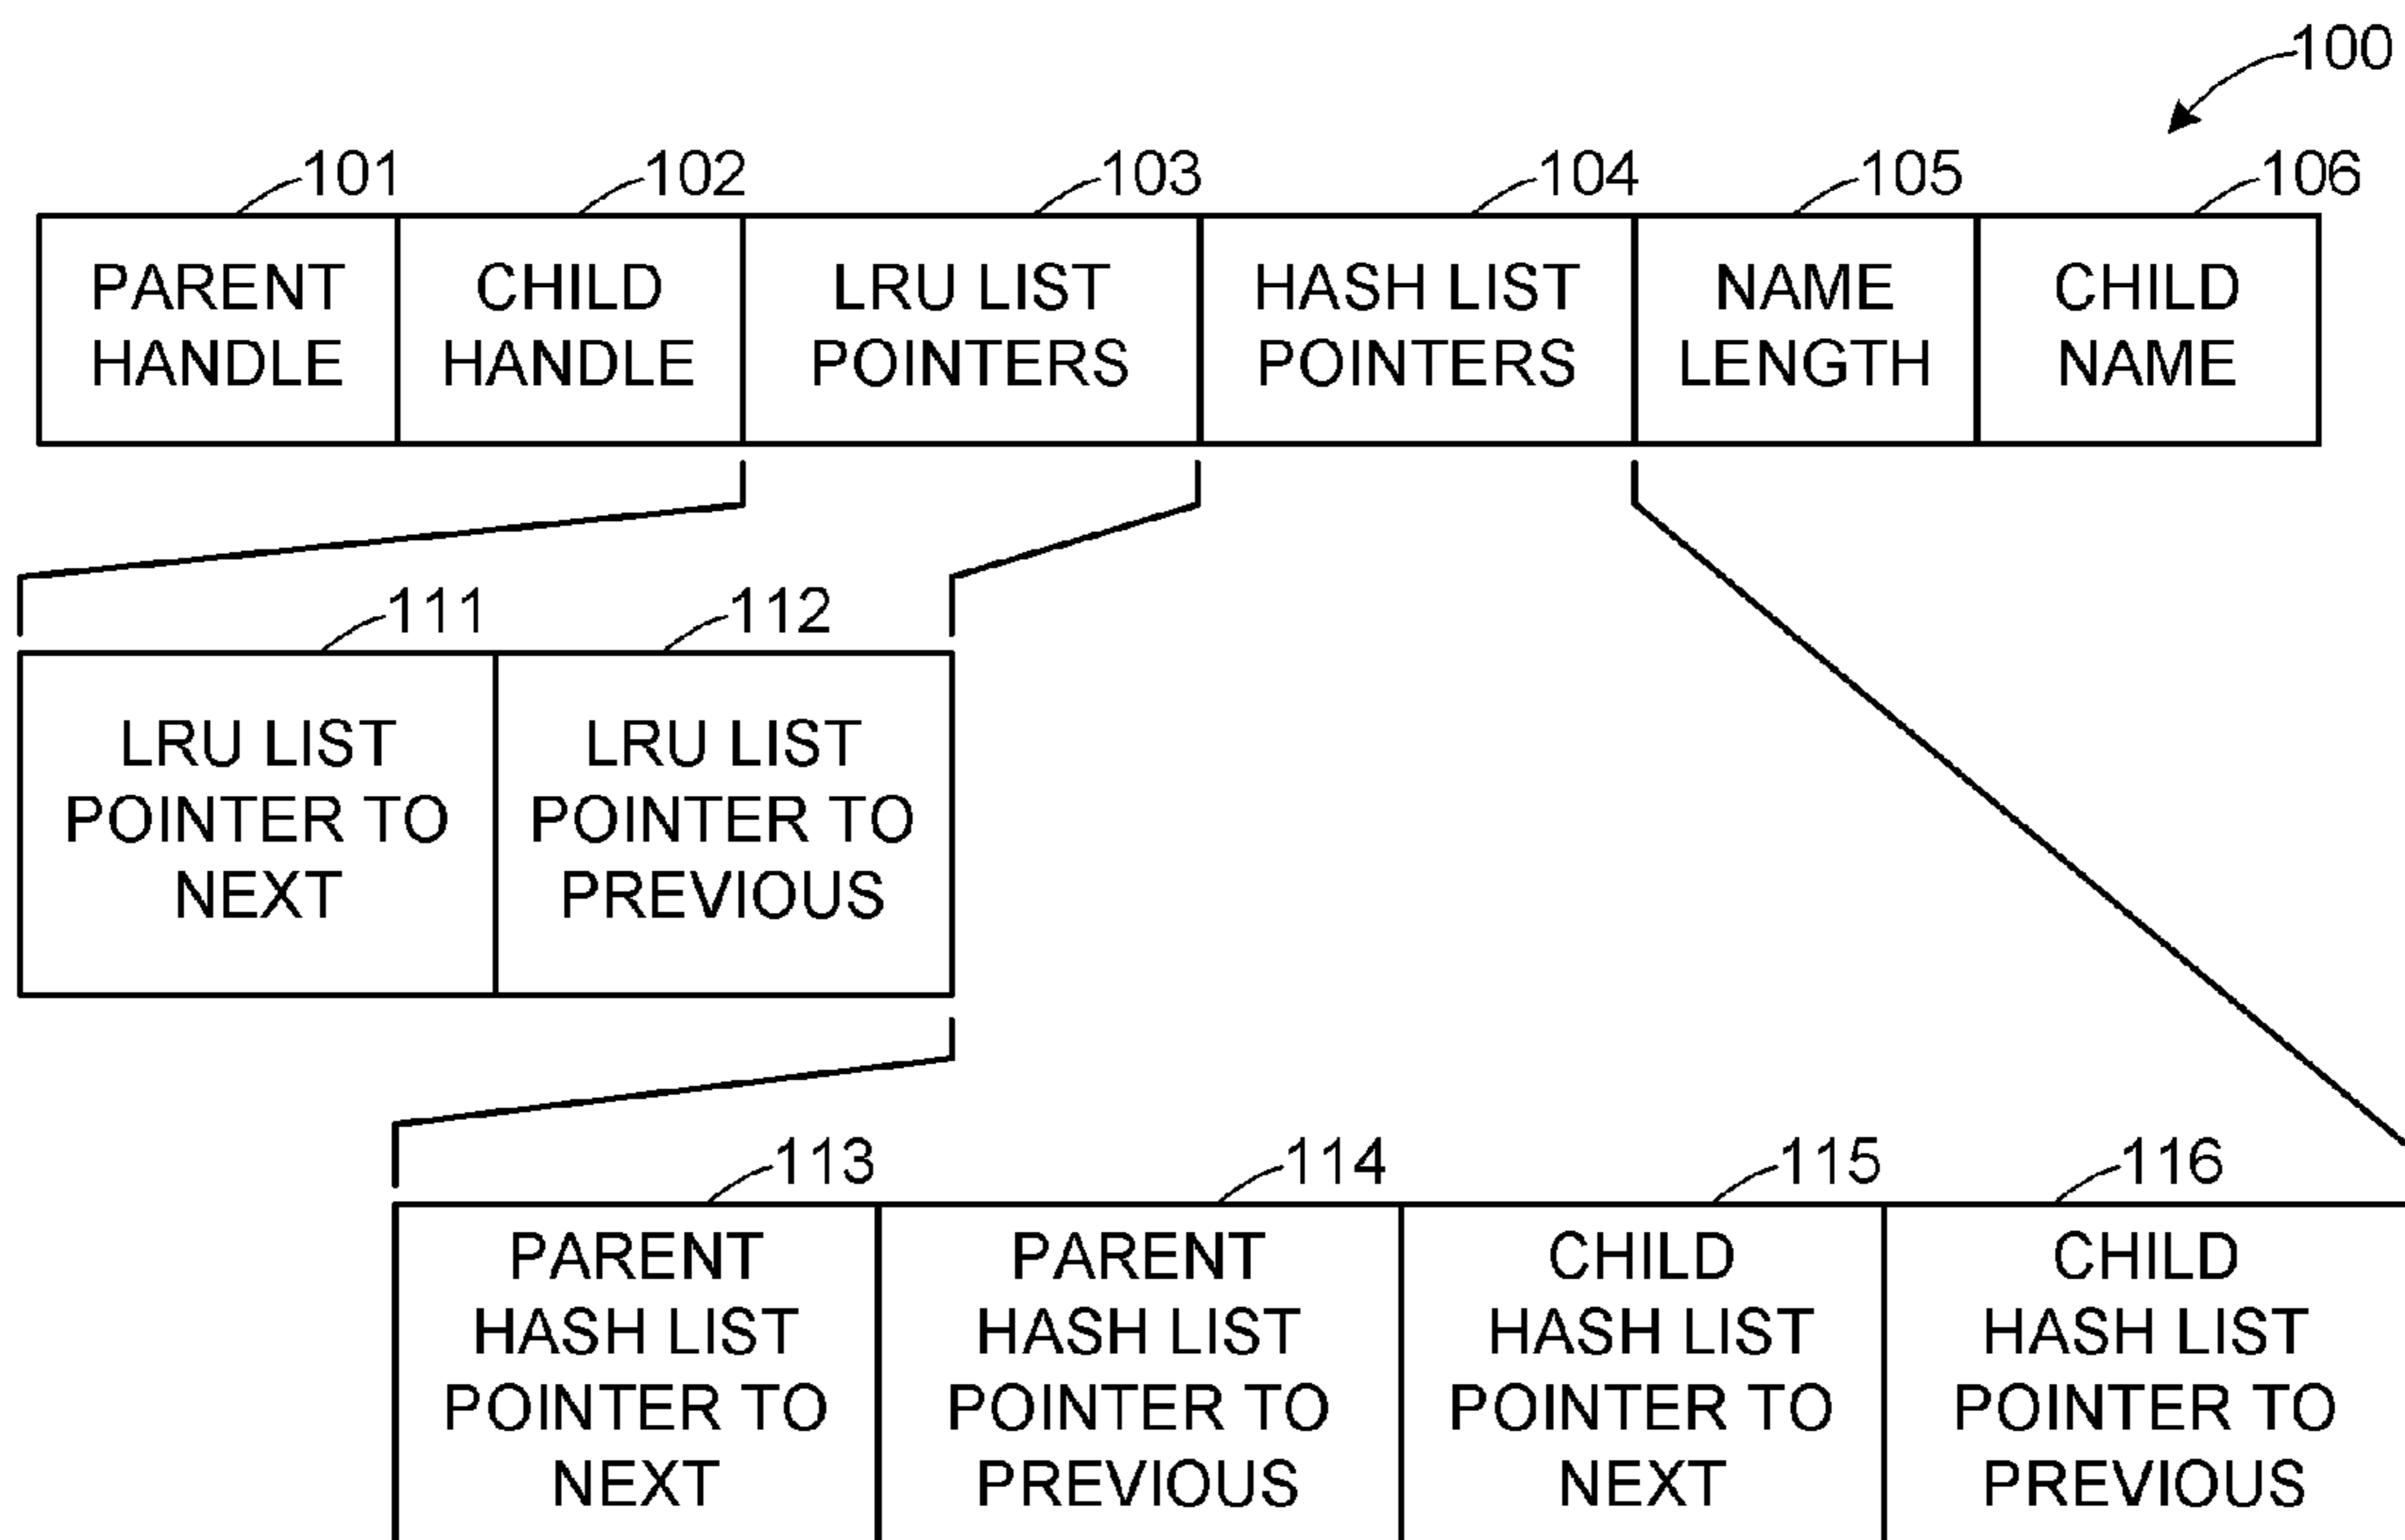 100
101 102 103 104 105 106
PARENT CHILD LRU LIST HASH LIST NAME CHILD
HANDLE HANDLE POINTERS POINTERS LENGTH NAME
111 112
LRU LIST LRU LIST
POINTER TO POINTER TO
NEXT PREVIOUS
113 114 115 116
PARENT PARENT CHILD CHILD
HASH LIST HASH LIST HASH LIST HASH LIST
POINTER TO POINTER TO POINTER TO POINTER TO
NEXT PREVIOUS NEXT PREVIOUS